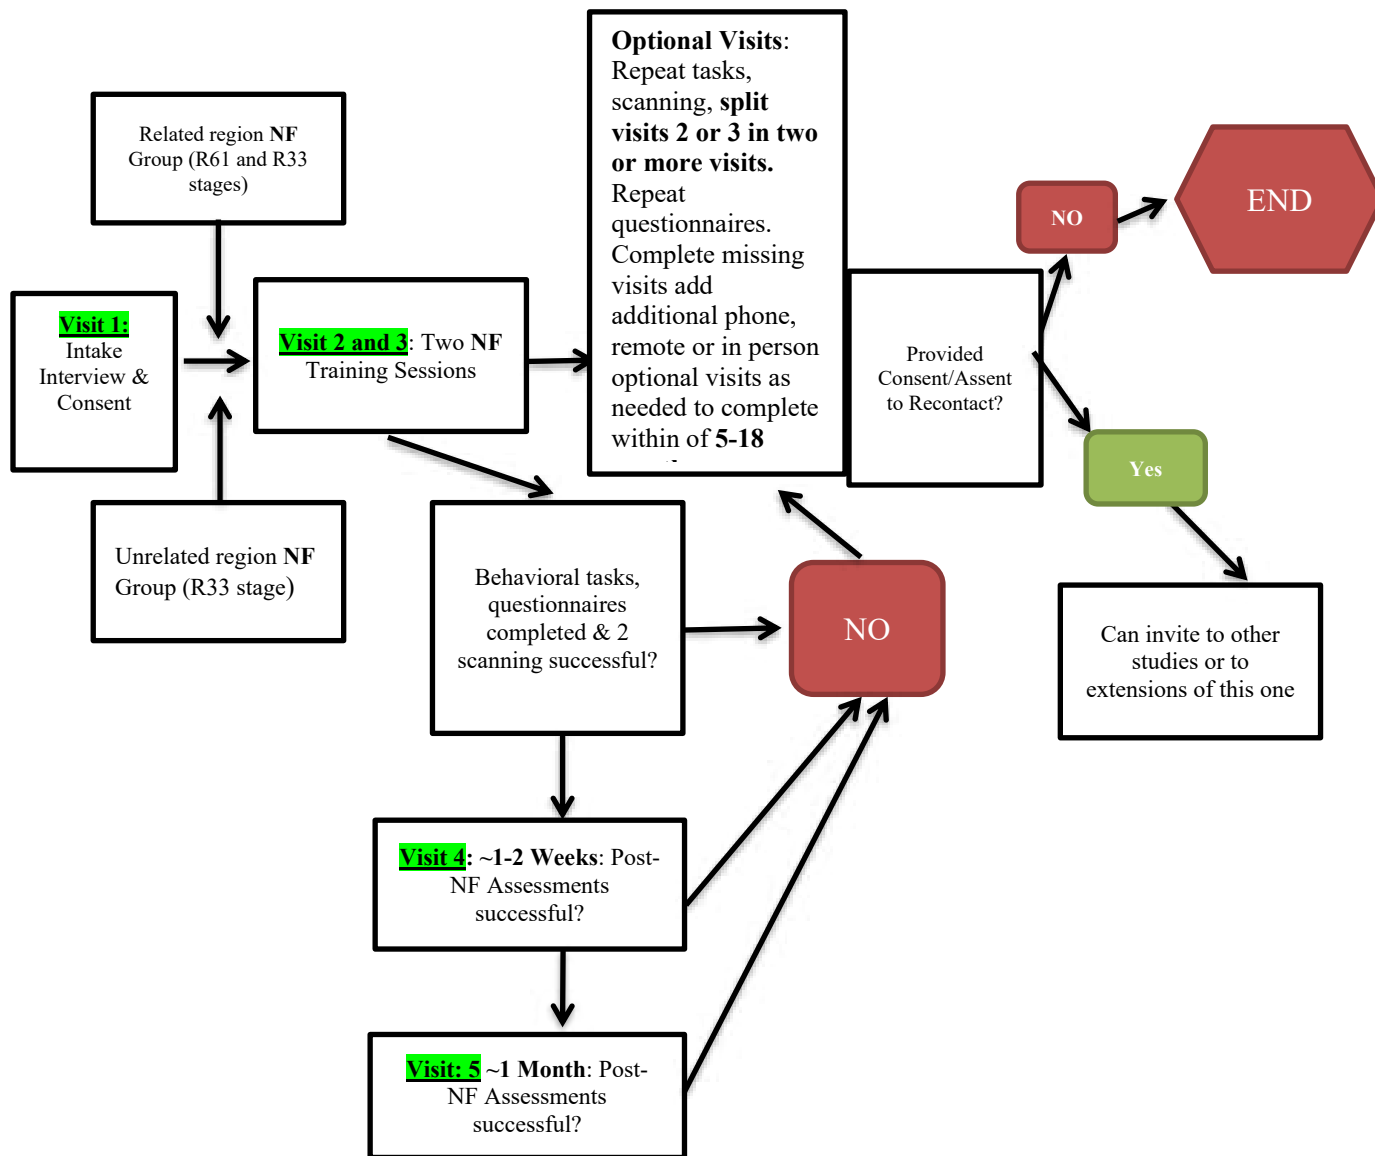 Related region NF
Group (R61 and R33
stages)
Visit 1:
Intake
Interview &
Consent
Unrelated region NF
Group (R33 stage)
Visit 2 and 3: Two NF
Training Sessions
Optional Visits:
Repeat tasks,
scanning, split
visits 2 or 3 in two
or more visits.
Repeat
questionnaires.
Complete missing
visits add
additional phone,
remote or in person
optional visits as
needed to complete
within of 5-18
Behavioral tasks,
questionnaires
completed & 2
scanning successful?
NO
Visit 4: ~1-2 Weeks: Post-
NF Assessments
successful?
Visit: 5 ~1 Month: Post-
NF Assessments
successful?
Provided
Consent/Assent
to Recontact?
NO
END
Yes
Can invite to other
studies or to
extensions of this one